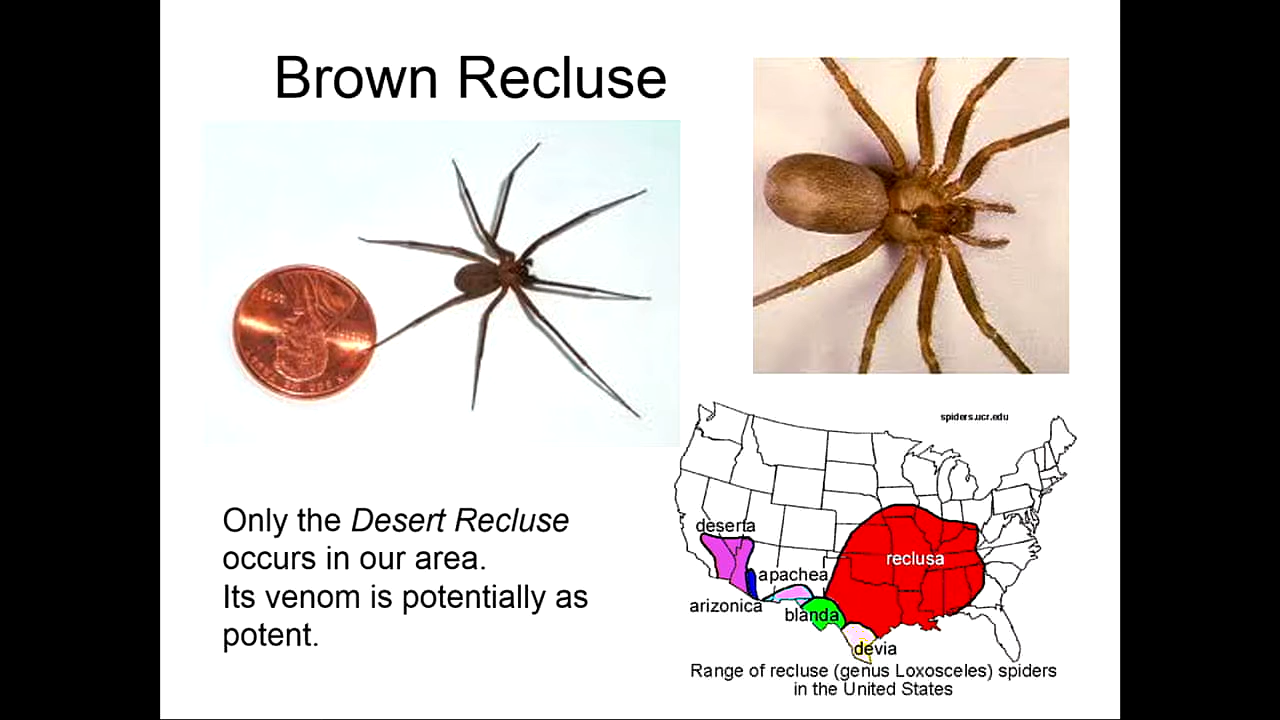 Brown Recluse
Only the Desert Recluse
occurs in our area.
Its venom is potentially as
potent.
spiders.ucr.edu
deserta
reclusa
apachea
arizonica
blanda
devia
Range of recluse (genus Loxosceles) spiders
in the United States